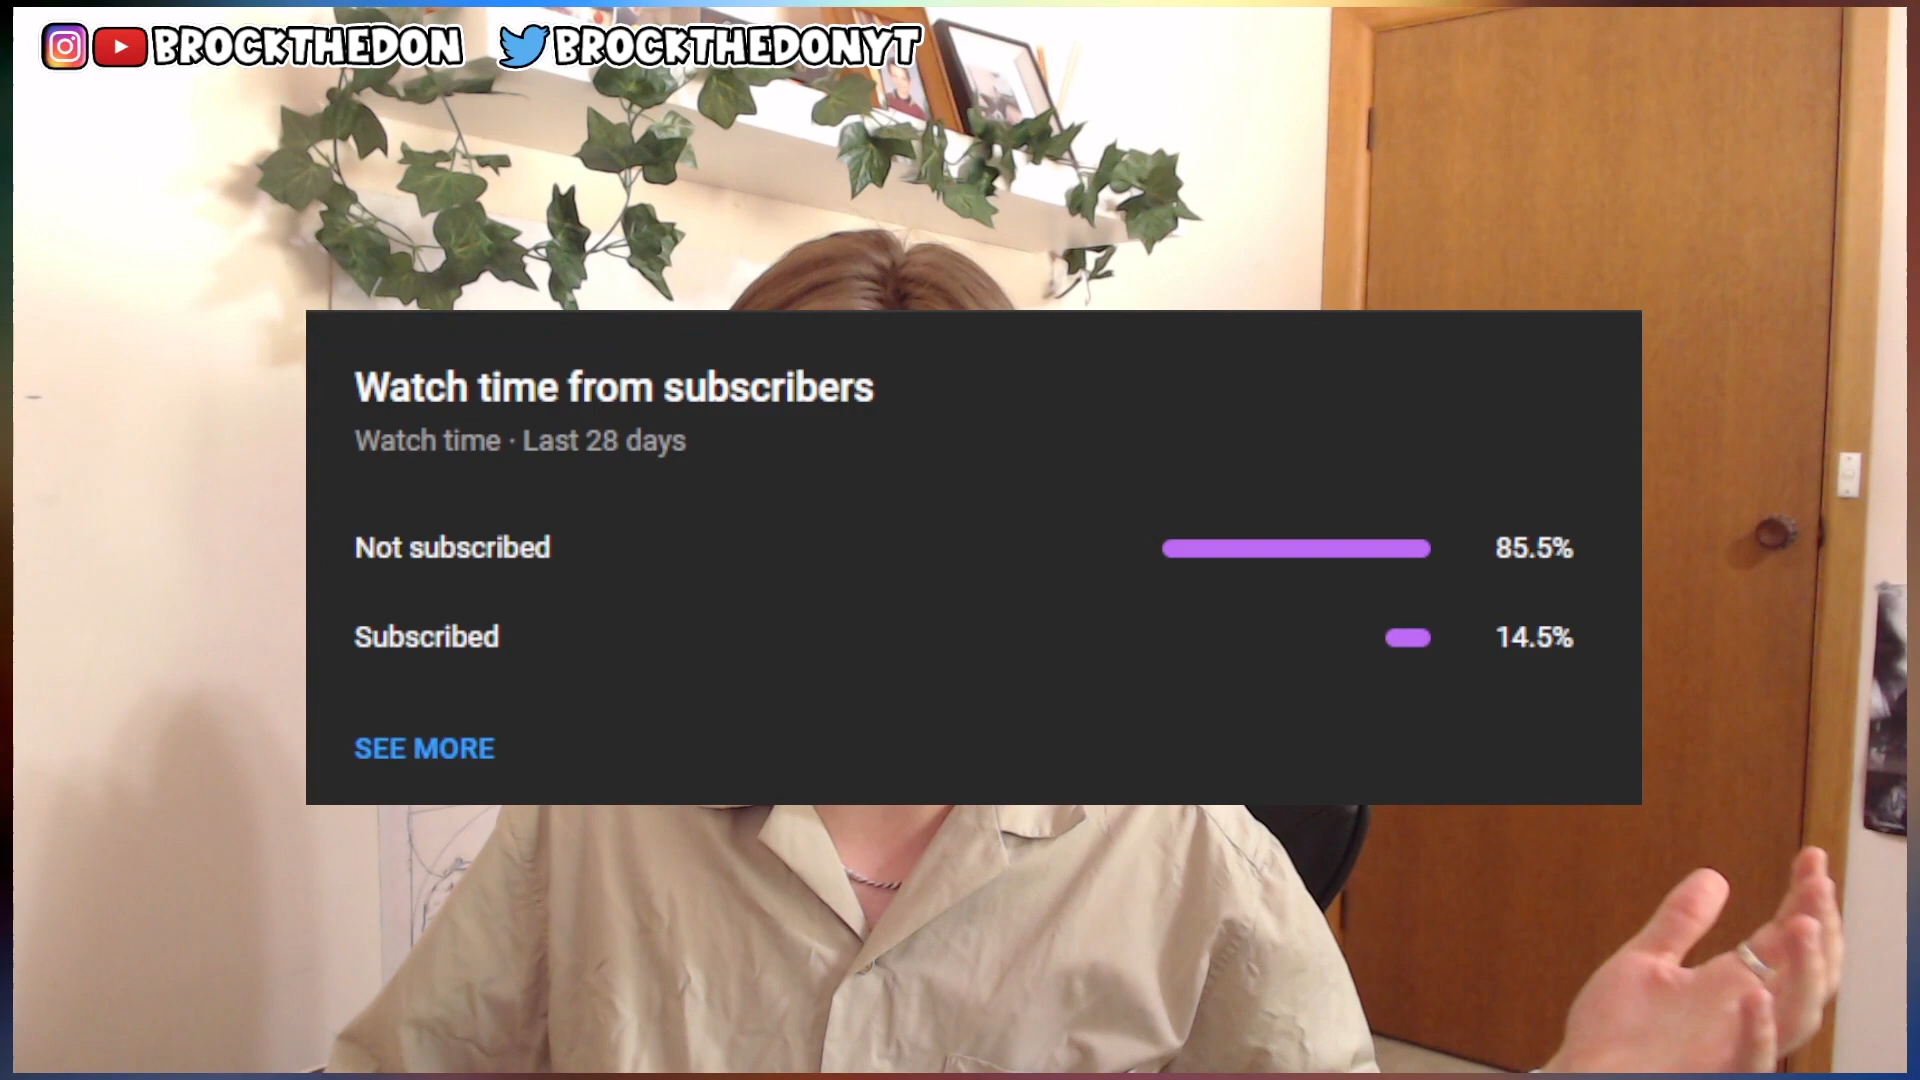 BROCKTHEDON BROCKTHEDONYT
Watch time from subscribers
Watch time · Last 28 days
Not subscribed 85.5%
Subscribed 14.5%
SEE MORE